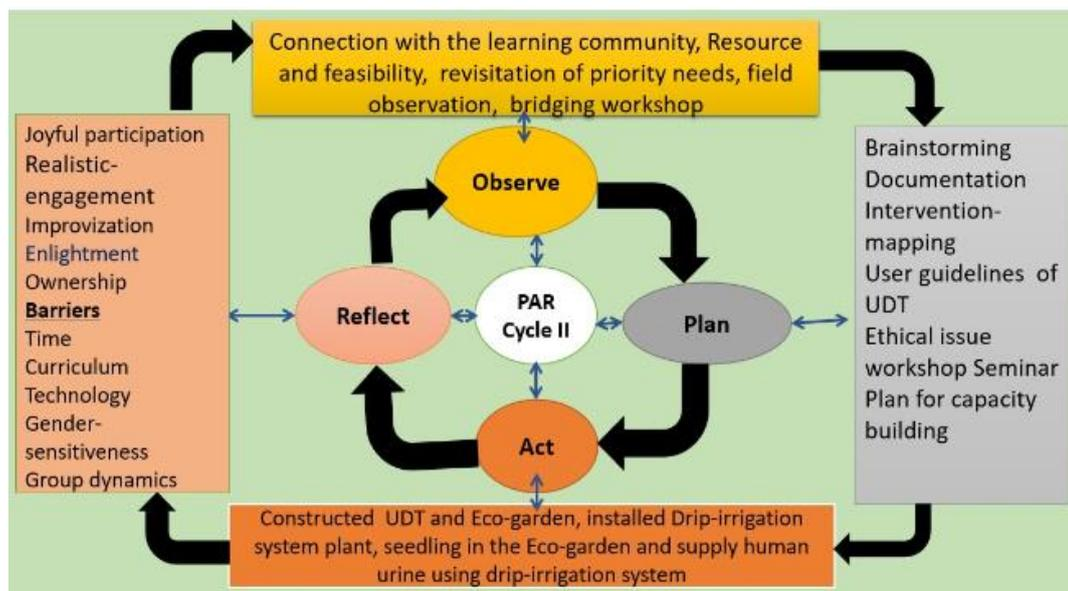 Connection with the learning community, Resource
and feasibility, revisitation of priority needs, field
observation, bridging workshop
Joyful participation
Realistic-
engagement
Improvization
Enlightment
Ownership
Barriers
Time
Curriculum
Technology
Gender-
sensitiveness
Group dynamics
Observe
Reflect
PAR
Cycle II
Plan
Act
Brainstorming
Documentation
Intervention-
mapping
User guidelines of
UDT
Ethical issue
workshop Seminar
Plan for capacity
building
Constructed UDT and Eco-garden, installed Drip-irrigation
system plant, seedling in the Eco-garden and supply human
urine using drip-irrigation system